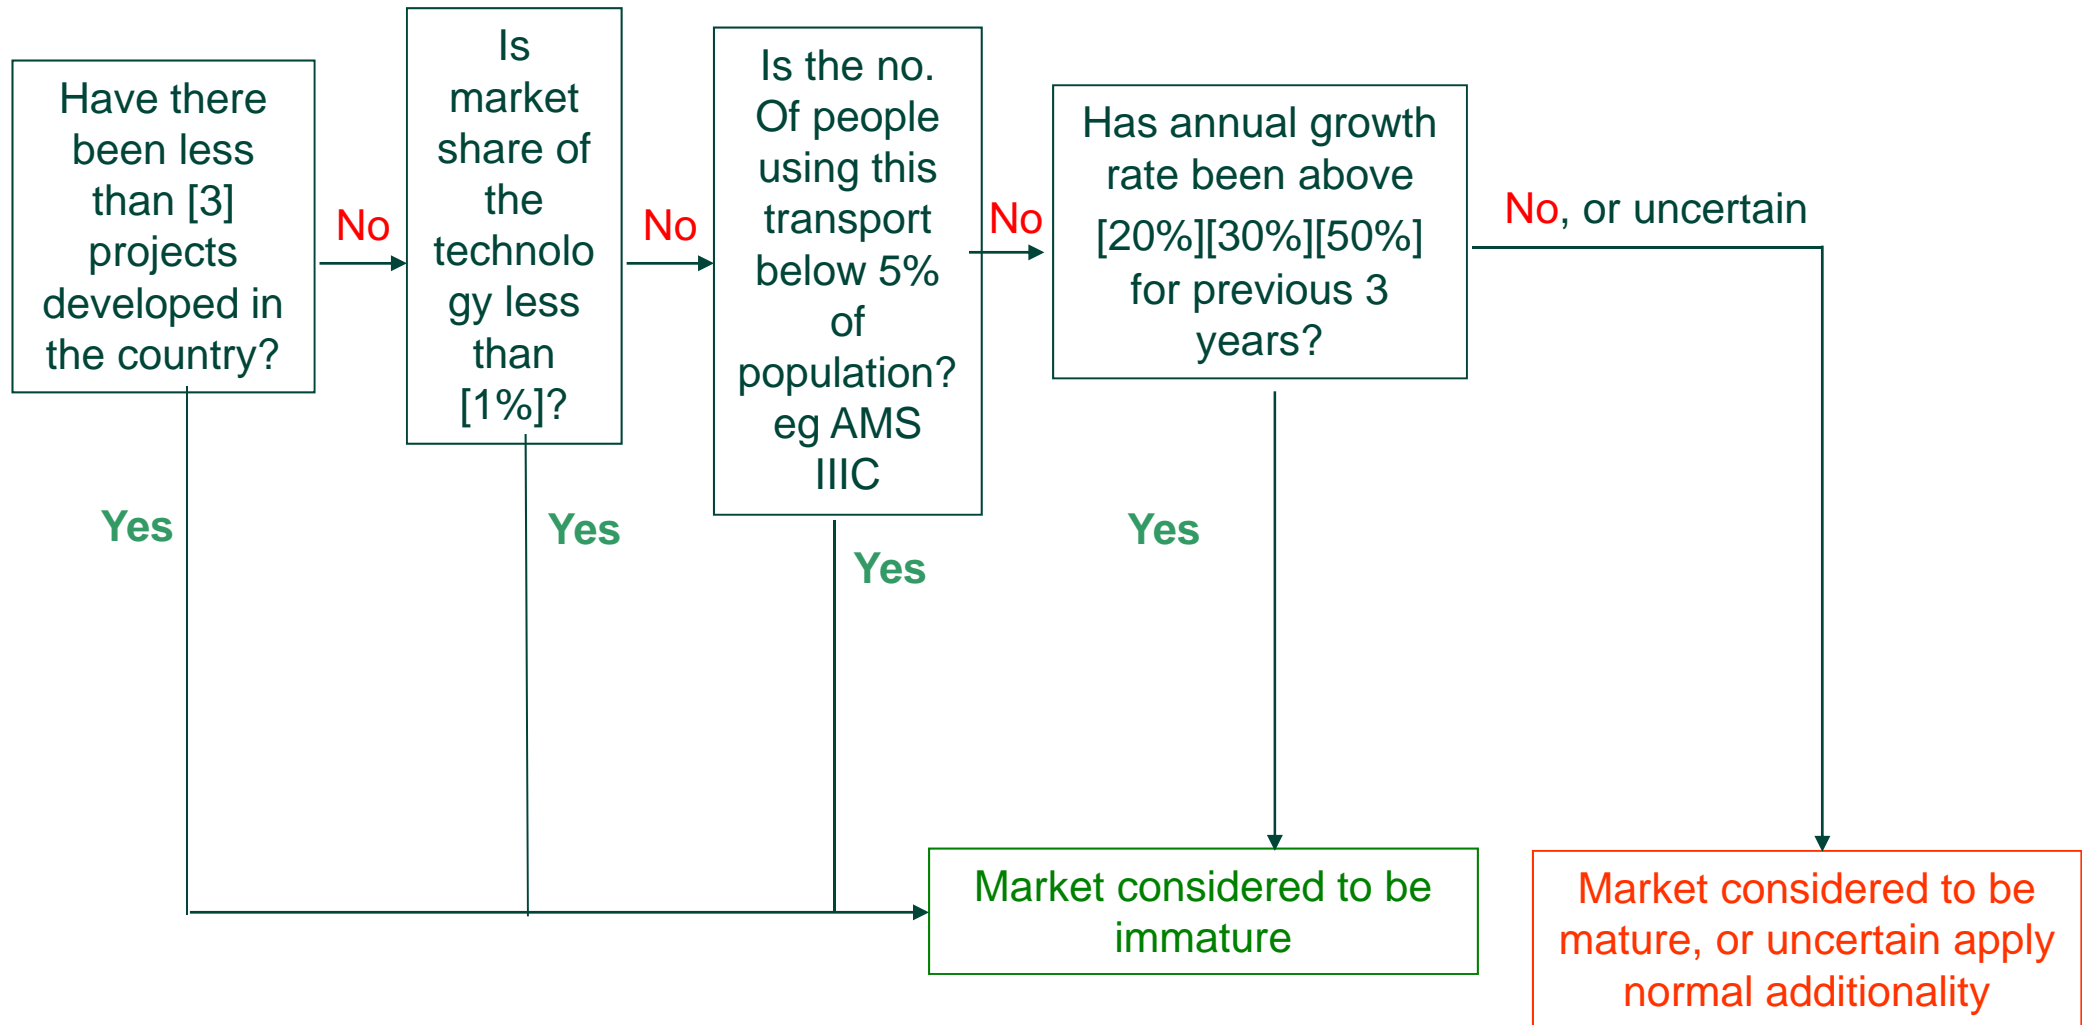 Have there
been less
than [3]
projects
developed in
the country?
No
Is
market
share of
the
technolo
gy less
than
[1%]?
No
Is the no.
Of people
using this
transport
below 5%
of
population?
eg AMS
IIIC
No
Has annual growth
rate been above
[20%][30%][50%]
for previous 3
years?
No, or uncertain
Yes
Yes
Yes
Yes
Market considered to be
immature
Market considered to be
mature, or uncertain apply
normal additionality